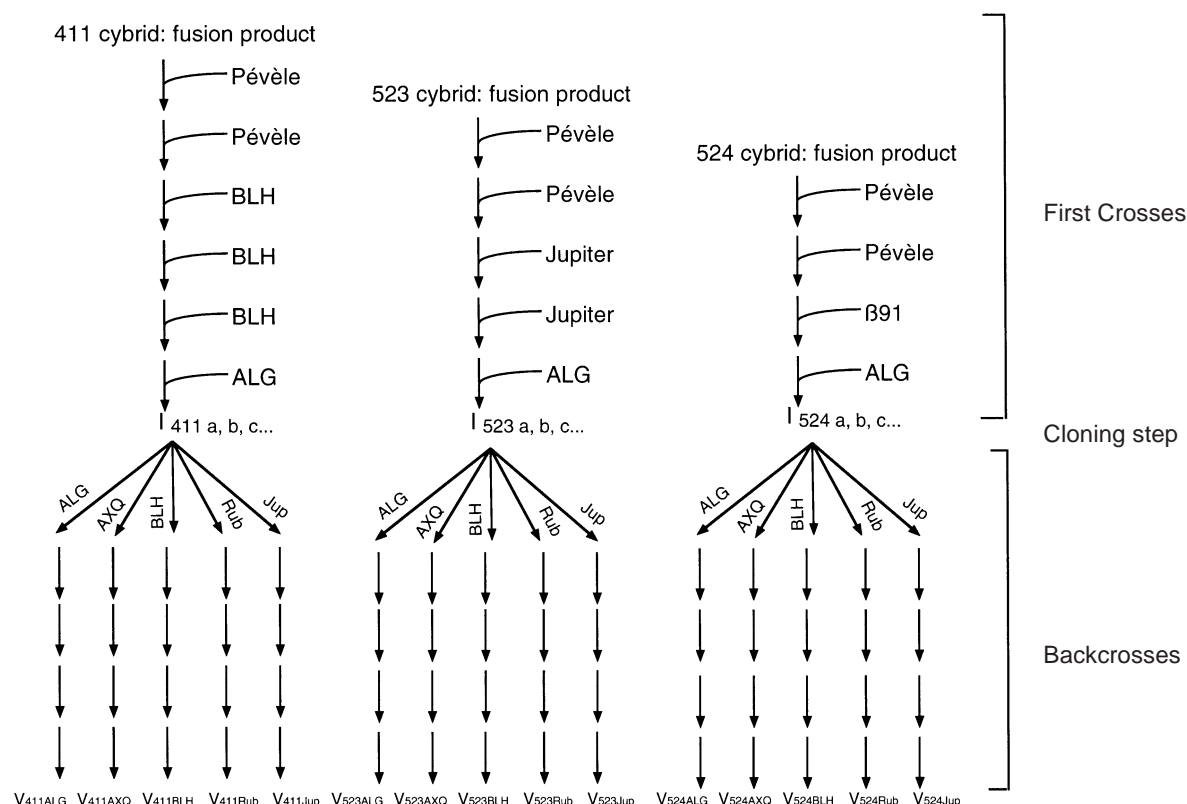 411 cybrid: fusion product
Pévèle
Pévèle
BLH
BLH
BLH
ALG
411 a, b, c...
523 cybrid: fusion product
Pévèle
Pévèle
Jupiter
Jupiter
ALG
523 a, b, c...
524 cybrid: fusion product
Pévèle
Pévèle
ß91
ALG
524 a, b, c...
First Crosses
Cloning step
Backcrosses
ALG AXQ BLH Rub Jup
ALG AXQ BLH Rub Jup
ALG AXQ BLH Rub Jup
V411ALG V411AXQ V411BLH V411Rub V411Jup V523ALG V523AXQ V523BLH V523Rub V523Jup V524ALG V524AXQ V524BLH V524Rub V524Jup